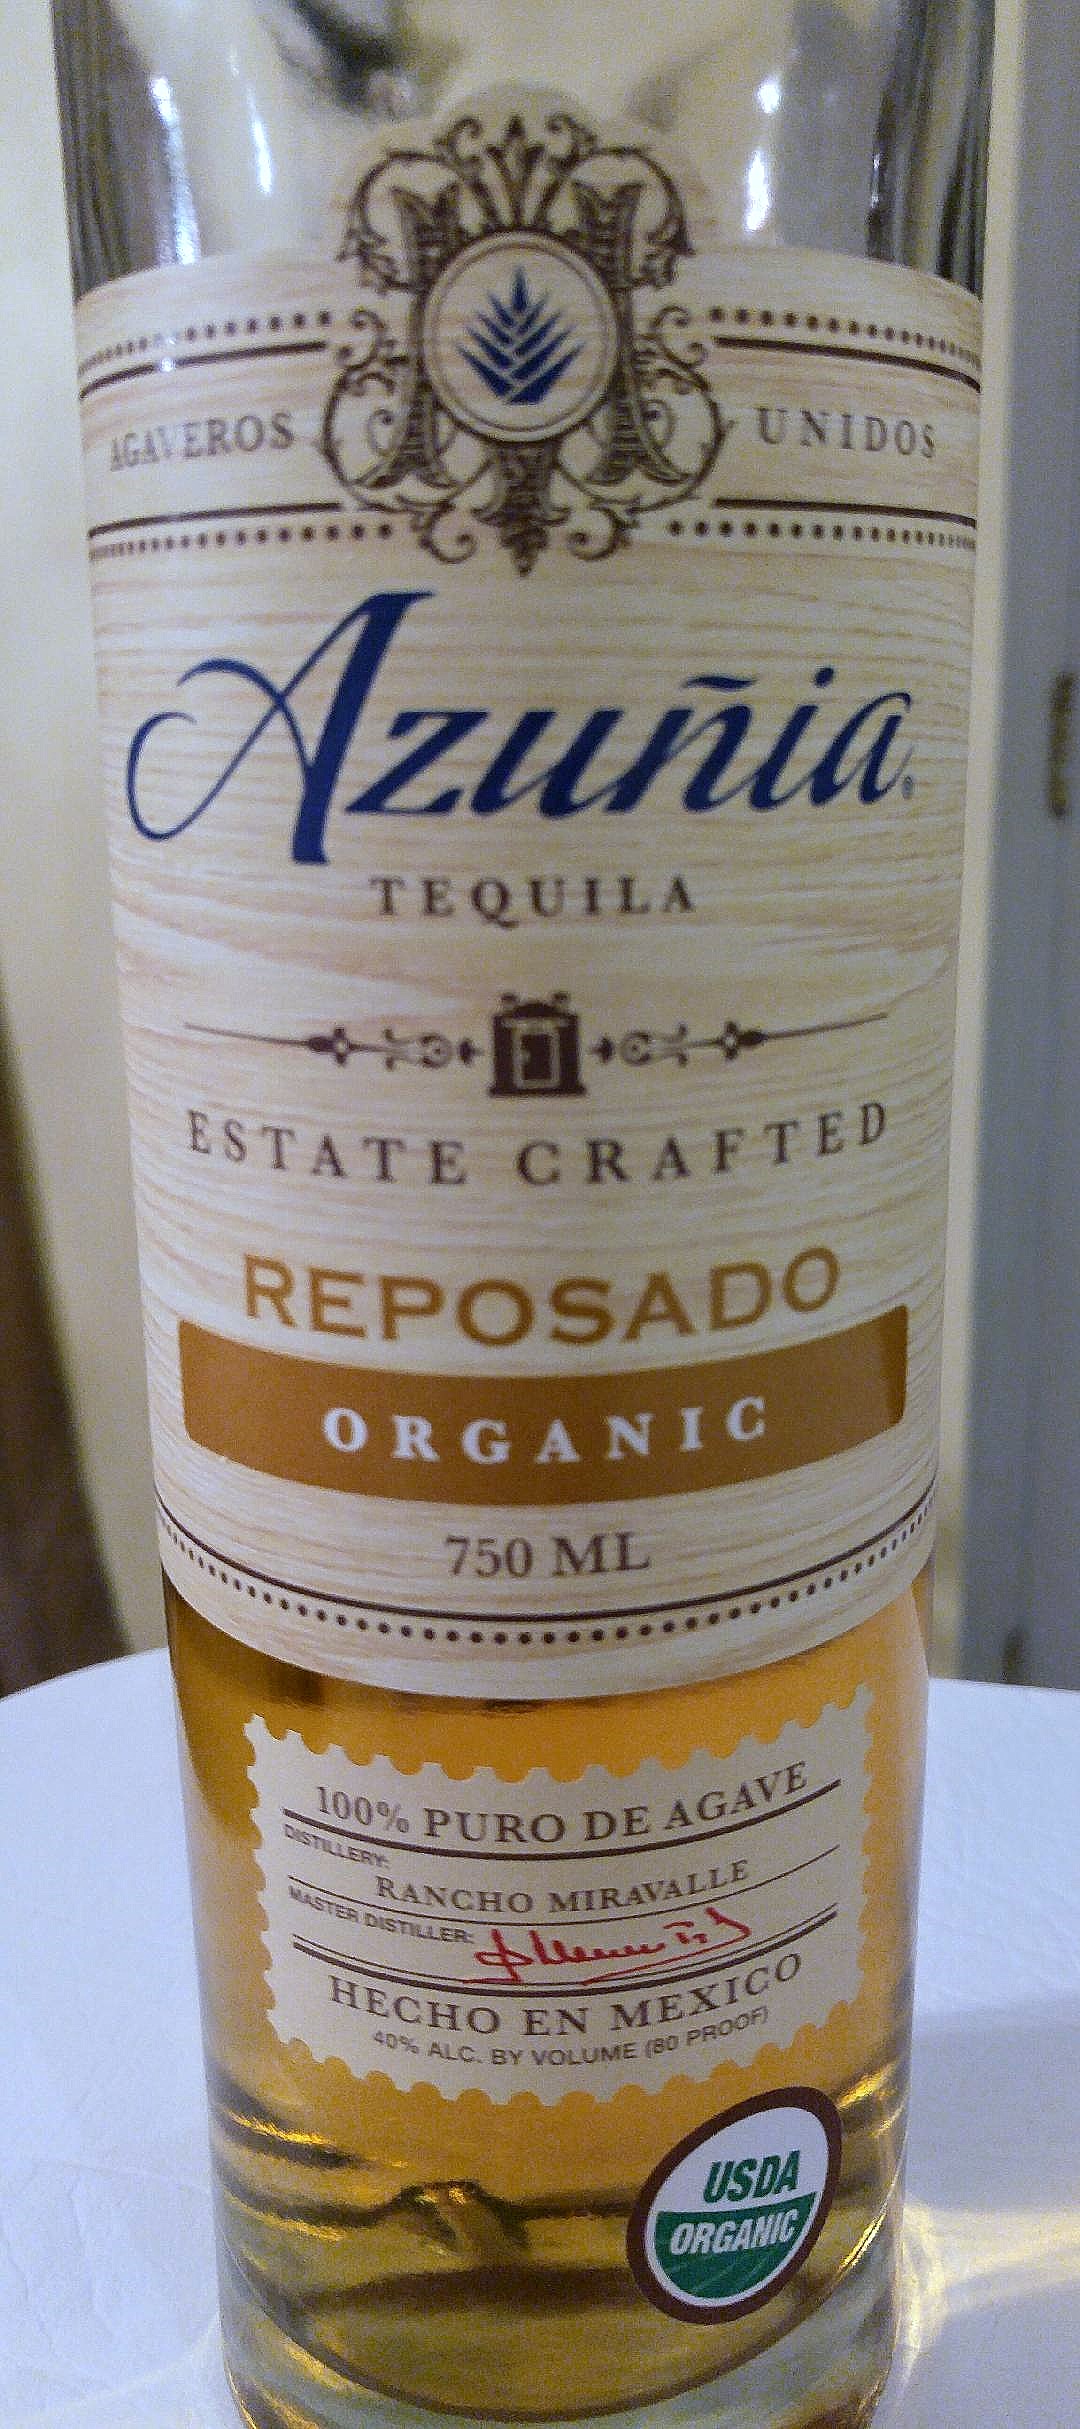 AGAVEROS UNIDOS
Azuñia
TEQUILA
ESTATE CRAFTED
REPOSADO
ORGANIC
750 ML
100% PURO DE AGAVE
DISTILLERY:
RANCHO MIRAVALLE
MASTER DISTILLER:
HECHO EN MEXICO
40% ALC. BY VOLUME (80 PROOF)
USDA
ORGANIC